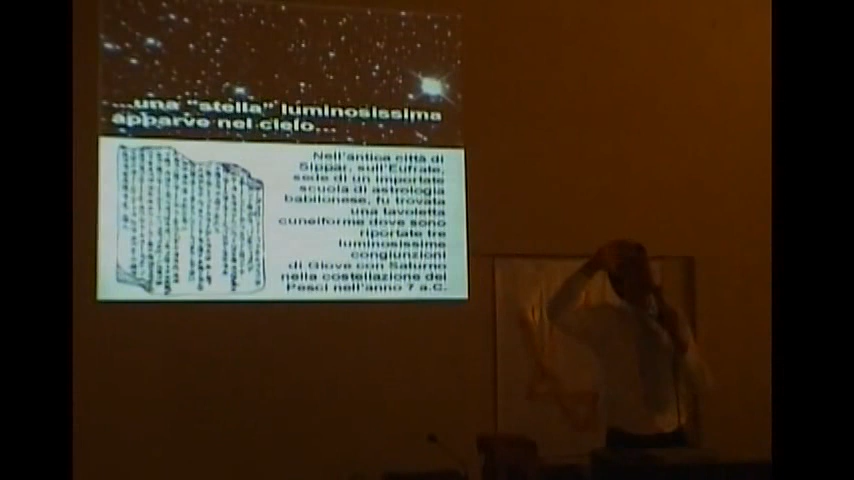 ...una "stella" luminosissima
apparve nel cielo...
Nell'antica città di
Sippar, sull'Eufrate,
sede di un importate
scuola di astrologia
babilonese, fu trovata
una tavoletta
cuneiforme dove sono
riportate tre
luminosissime
congiunzioni
di Giove con Saturno
nella costellazione dei
Pesci nell'anno 7 a.C.